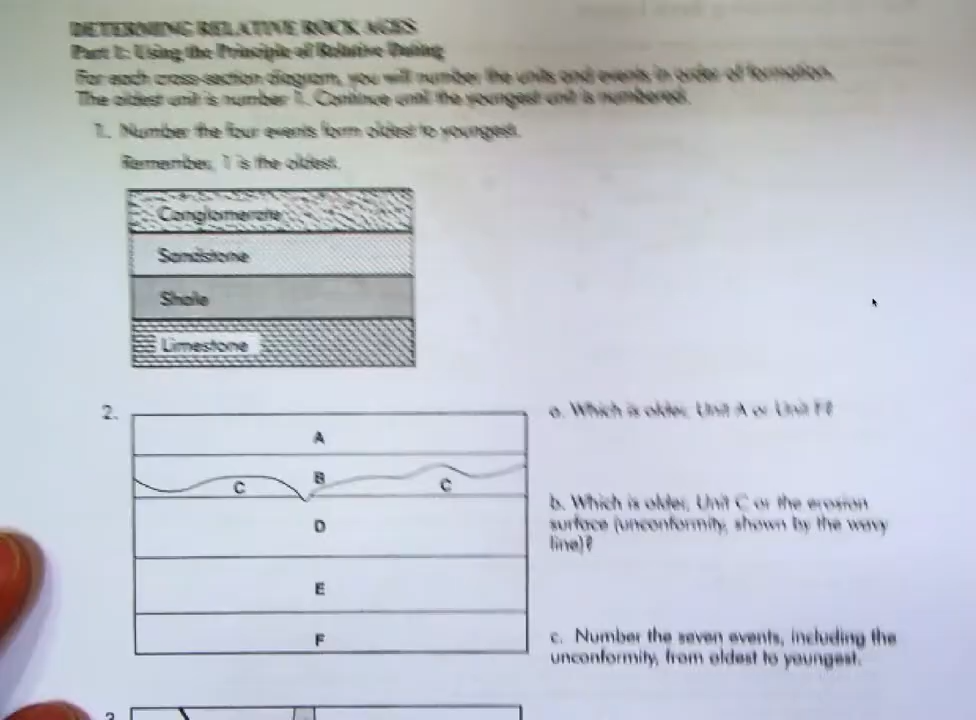 DETERMING RELATIVE ROCK AGES
Part 1: Using the Principle of Relative Dating
For each cross-section diagram, you will number the units and events in order of formation.
The oldest unit is number 1. Continue until the youngest unit is numbered.
1. Number the four events form oldest to youngest.
Remember, 1 is the oldest.
Conglomerate
Sandstone
Shale
Limestone
2.
a. Which is older, Unit A or Unit F?
A
B
C
C
b. Which is older, Unit C or the erosion
surface (unconformity, shown by the wavy
line)?
D
E
F
c. Number the seven events, including the
unconformity, from oldest to youngest.
3